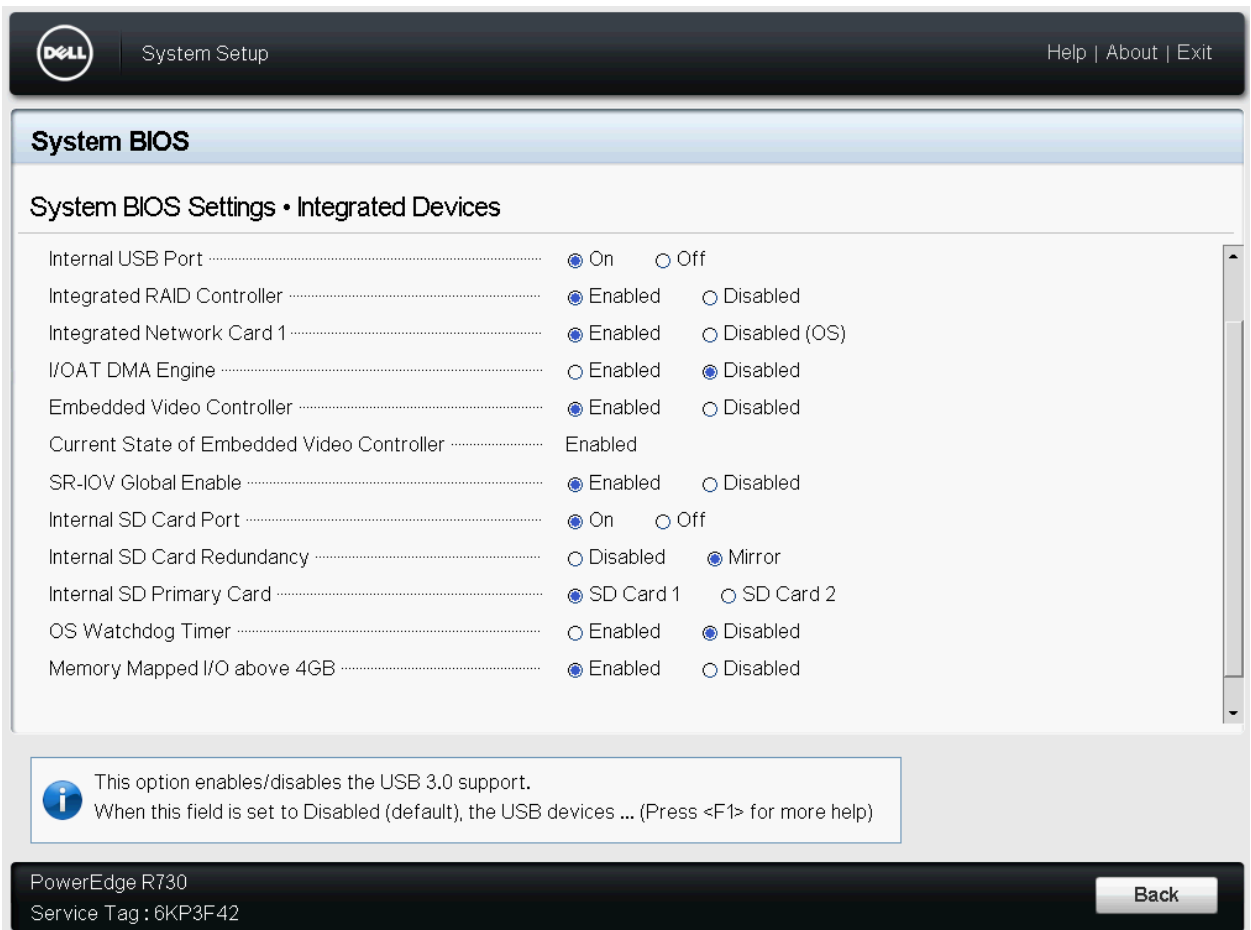 DELL
System Setup
Help | About | Exit
System BIOS
System BIOS Settings • Integrated Devices
Internal USB Port On Off
Integrated RAID Controller Enabled Disabled
Integrated Network Card 1 Enabled Disabled (OS)
I/OAT DMA Engine Enabled Disabled
Embedded Video Controller Enabled Disabled
Current State of Embedded Video Controller Enabled
SR-IOV Global Enable Enabled Disabled
Internal SD Card Port On Off
Internal SD Card Redundancy Disabled Mirror
Internal SD Primary Card SD Card 1 SD Card 2
OS Watchdog Timer Enabled Disabled
Memory Mapped I/O above 4GB Enabled Disabled
This option enables/disables the USB 3.0 support.
When this field is set to Disabled (default), the USB devices ... (Press <F1> for more help)
PowerEdge R730
Service Tag : 6KP3F42
Back